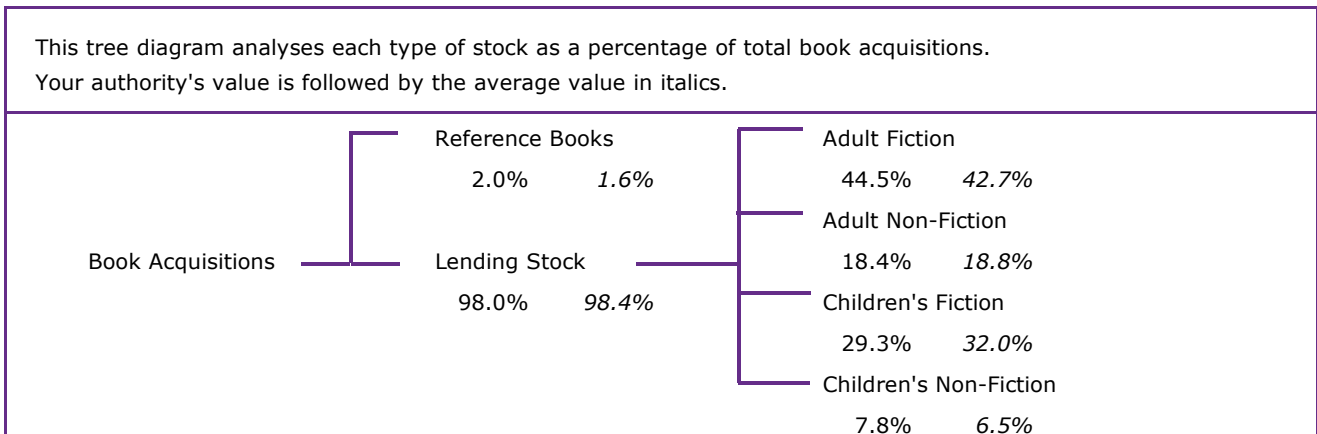 This tree diagram analyses each type of stock as a percentage of total book acquisitions.
Your authority's value is followed by the average value in italics.
Reference Books
2.0% 1.6%
Book Acquisitions
Lending Stock
98.0% 98.4%
Adult Fiction
44.5% 42.7%
Adult Non-Fiction
18.4% 18.8%
Children's Fiction
29.3% 32.0%
Children's Non-Fiction
7.8% 6.5%